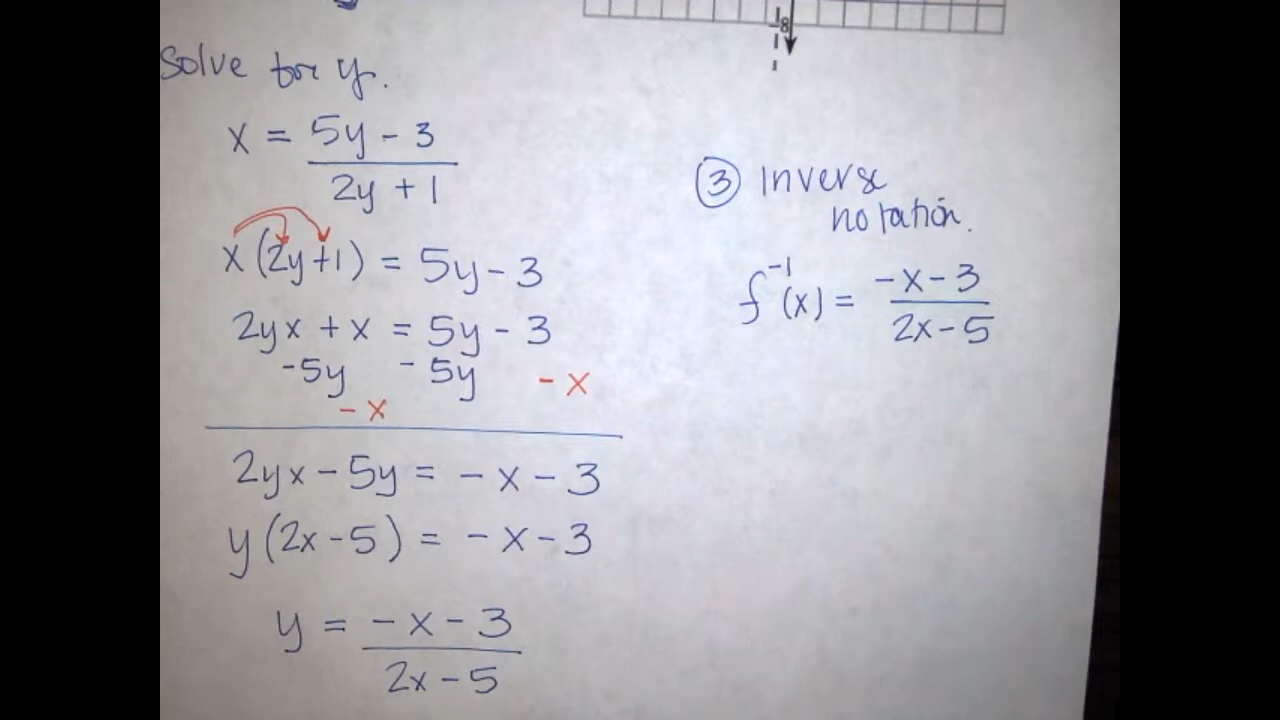 -8
Solve for y.
x = (5y - 3)/(2y + 1)
x(2y+1) = 5y - 3
2yx + x = 5y - 3
-5y - 5y - x
- x
2yx - 5y = - x - 3
y(2x - 5) = - x - 3
y = (- x - 3)/(2x - 5)
③ Inverse
notation.
f⁻¹(x) = (-x - 3)/(2x - 5)